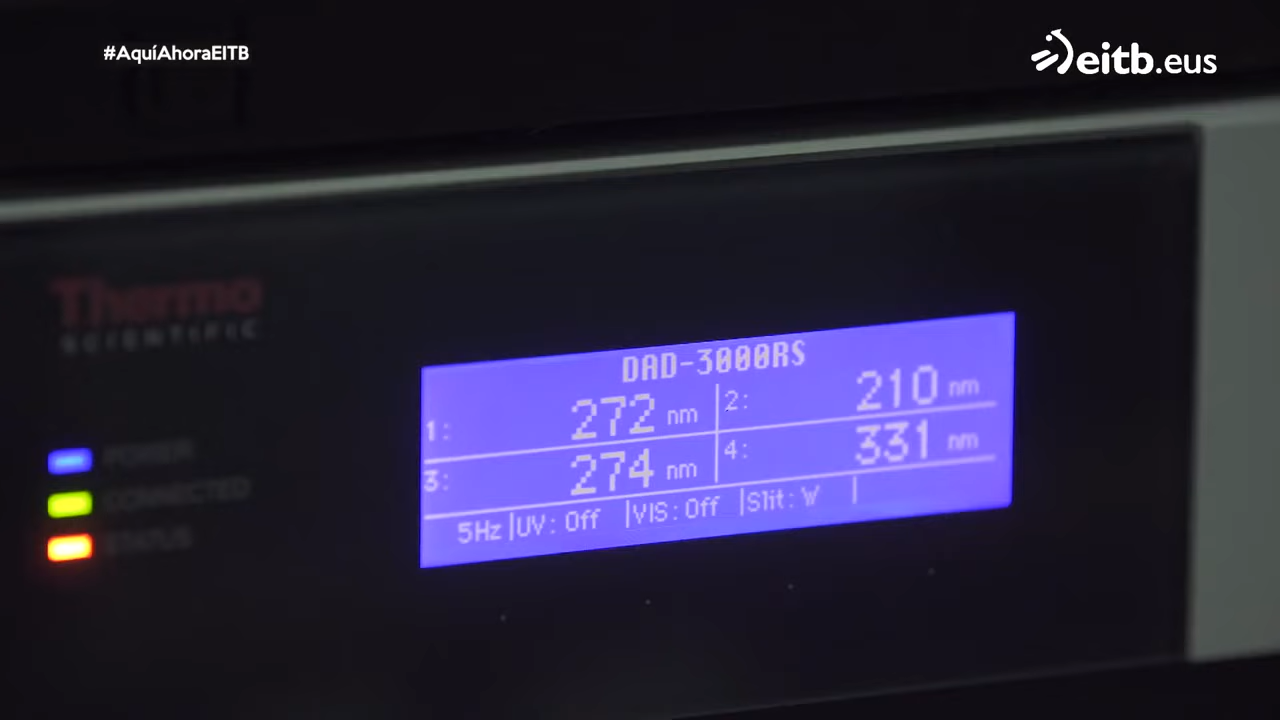 #AquíAhoraEITB
eitb.eus
Thermo
SCIENTIFIC
DAD-3000RS
1: 272 nm 2: 210 nm
3: 274 nm 4: 331 nm
5Hz |UV: Off |VIS: Off |Slit: W |
POWER
CONNECTED
STATUS